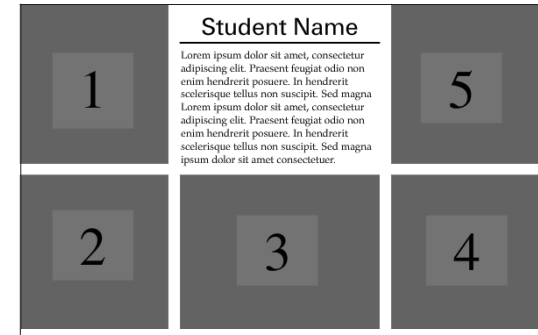 1
Student Name
Lorem ipsum dolor sit amet, consectetur
adipiscing elit. Praesent feugiat odio non
enim hendrerit posuere. In hendrerit
scelerisque tellus non suscipit. Sed magna
Lorem ipsum dolor sit amet, consectetur
adipiscing elit. Praesent feugiat odio non
enim hendrerit posuere. In hendrerit
scelerisque tellus non suscipit. Sed magna
ipsum dolor sit amet consectetuer.
5
2
3
4